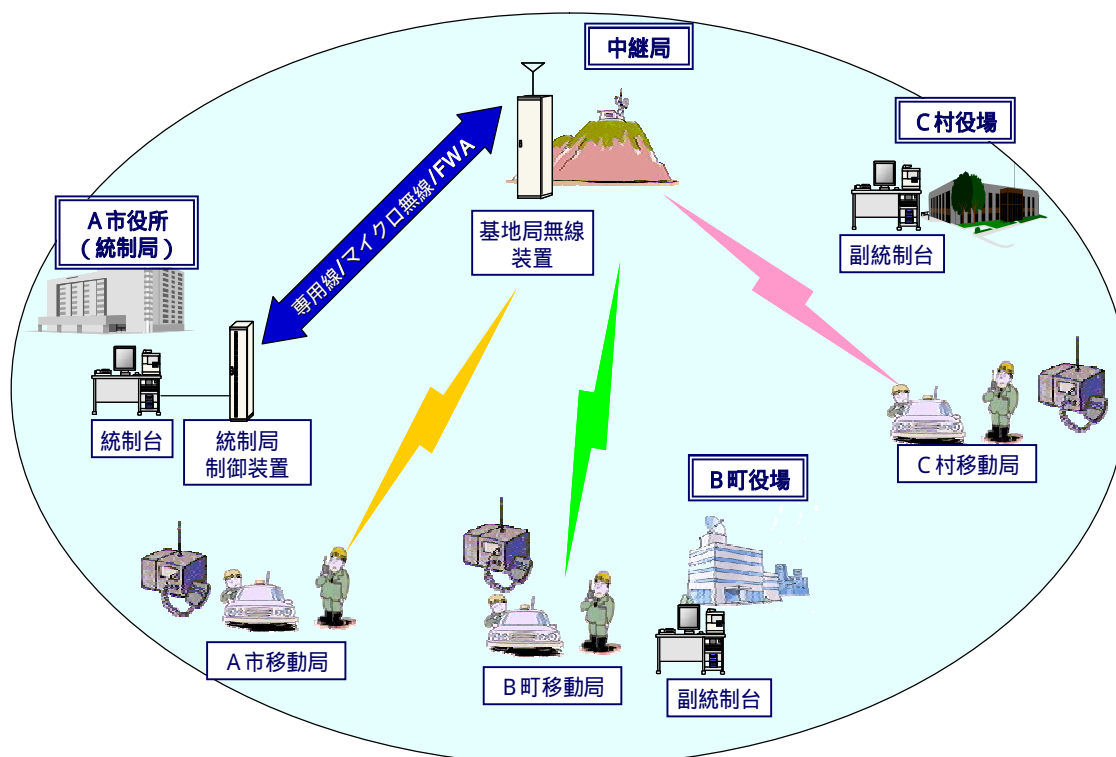 中継局
C村役場
専用線/マイクロ無線/FWA
A市役所
(統制局)
基地局無線
装置
副統制台
統制台
統制局
制御装置
C村移動局
B町役場
A市移動局
B町移動局
副統制台